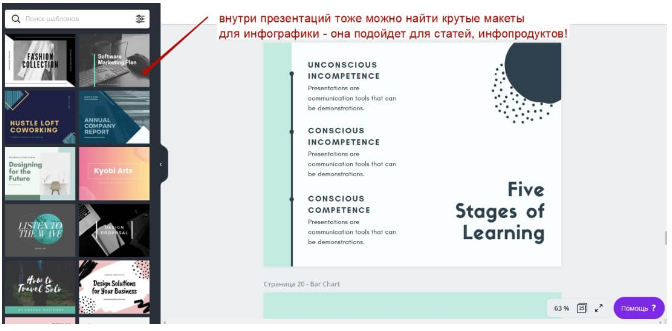 Поиск шаблонов
внутри презентаций тоже можно найти крутые макеты
для инфографики - она подойдет для статей, инфопродуктов!
FASHION
COLLECTION
Software
Marketing Plan
HUSTLE LOFT
COWORKING
ANNUAL
COMPANY
REPORT
Designing
for the
Future
Kyobi Arts
LISTEN TO
THE WAVE
DESIGN
PROPOSAL
How to
Travel Solo
Design Solutions
for Your Business
UNCONSCIOUS
INCOMPETENCE
Presentations are
communication tools that can
be demonstrations.
CONSCIOUS
INCOMPETENCE
Presentations are
communication tools that can
be demonstrations.
CONSCIOUS
COMPETENCE
Presentations are
communication tools that can
be demonstrations.
Five
Stages of
Learning
Страница 20 - Bar Chart
63 %
Помощь ?